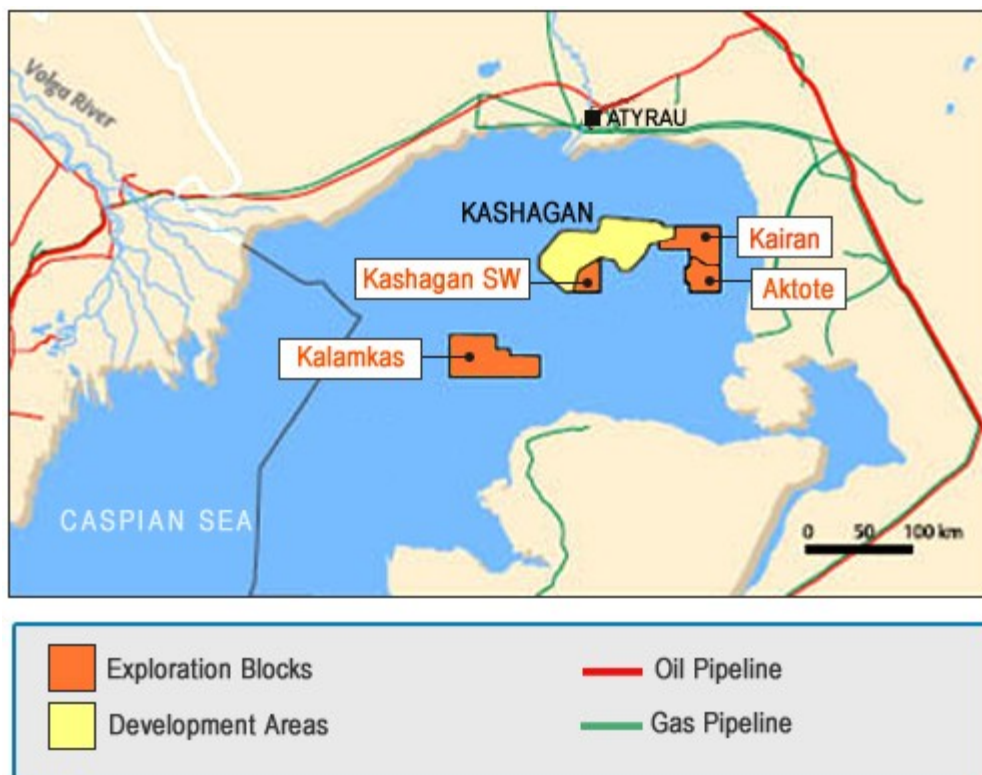 Volga River
ATYRAU
KASHAGAN
Kairan
Kashagan SW
Aktote
Kalamkas
CASPIAN SEA
0 50 100 km
Exploration Blocks
Oil Pipeline
Development Areas
Gas Pipeline